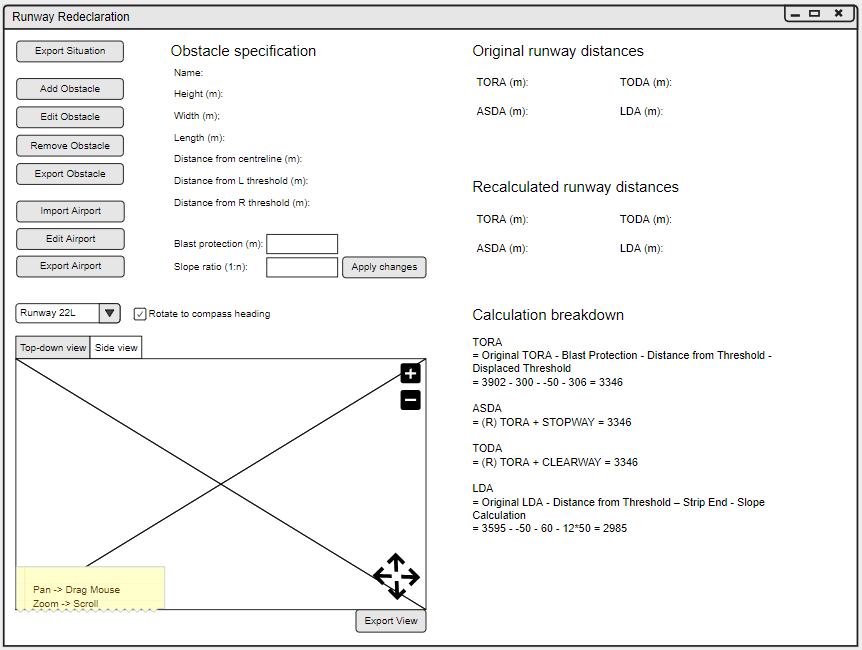 Runway Redeclaration
Export Situation
Add Obstacle
Edit Obstacle
Remove Obstacle
Export Obstacle
Import Airport
Edit Airport
Export Airport
Obstacle specification
Name:
Height (m):
Width (m);
Length (m):
Distance from centreline (m):
Distance from L threshold (m):
Distance from R threshold (m):
Blast protection (m):
Slope ratio (1:n):
Apply changes
Runway 22L
Rotate to compass heading
Top-down view
Side view
Pan -> Drag Mouse
Zoom -> Scroll
Export View
Original runway distances
TORA (m): TODA (m):
ASDA (m): LDA (m):
Recalculated runway distances
TORA (m): TODA (m):
ASDA (m): LDA (m):
Calculation breakdown
TORA
= Original TORA - Blast Protection - Distance from Threshold -
Displaced Threshold
= 3902 - 300 - -50 - 306 = 3346
ASDA
= (R) TORA + STOPWAY = 3346
TODA
= (R) TORA + CLEARWAY = 3346
LDA
= Original LDA - Distance from Threshold – Strip End - Slope
Calculation
= 3595 - -50 - 60 - 12*50 = 2985